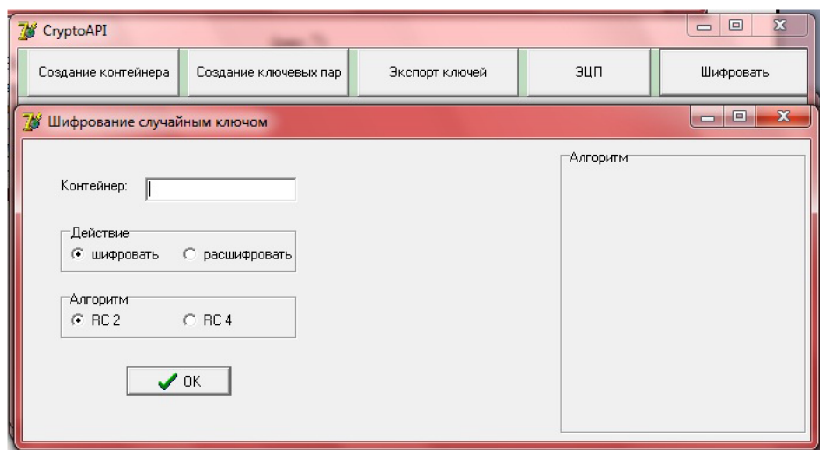 CryptoAPI
Создание контейнера Создание ключевых пар Экспорт ключей ЭЦП Шифровать
Шифрование случайным ключом
Контейнер:
Действие
шифровать расшифровать
Алгоритм
RC 2 RC 4
OK
Алгоритм